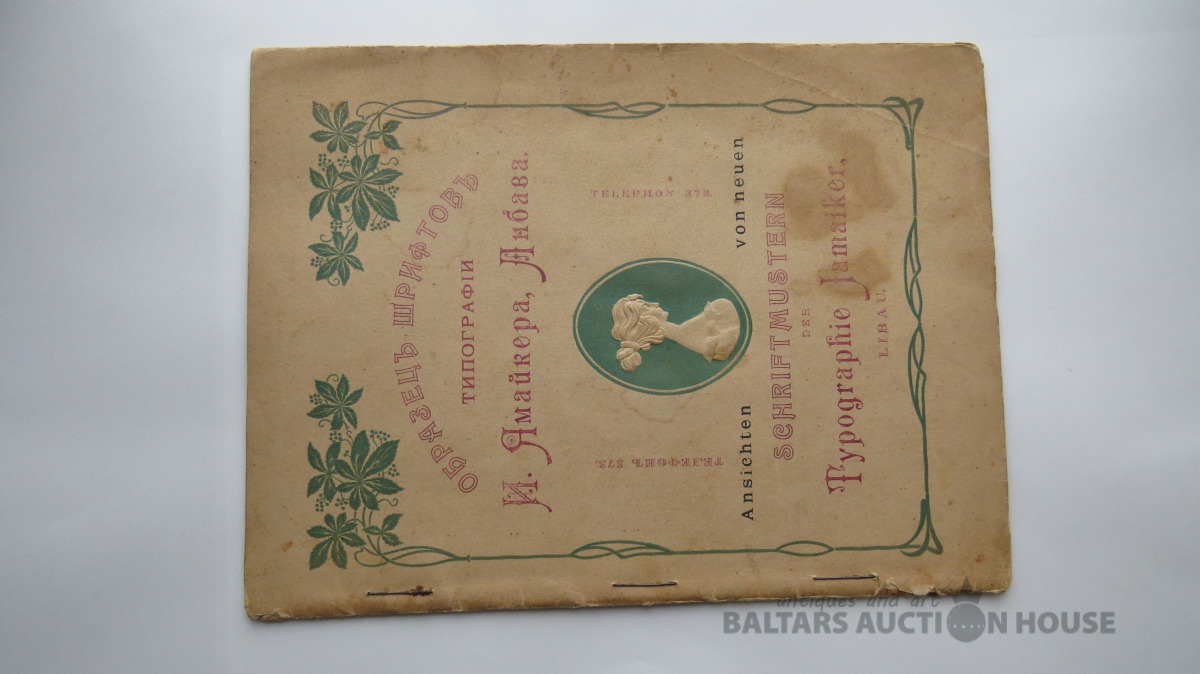 ОБРАЗЕЦЪ ШРИФТОВЪ
ТИПОГРАФІИ
И. Ямайкера, Либава.
ТЕЛЕФОНЪ 373.
TELEPHON 373.
Ansichten von neuen
SCHRIFTMUSTERN
DER
Typographie Jamaiker,
LIBAU.
antiques and art
BALTARS AUCTION HOUSE